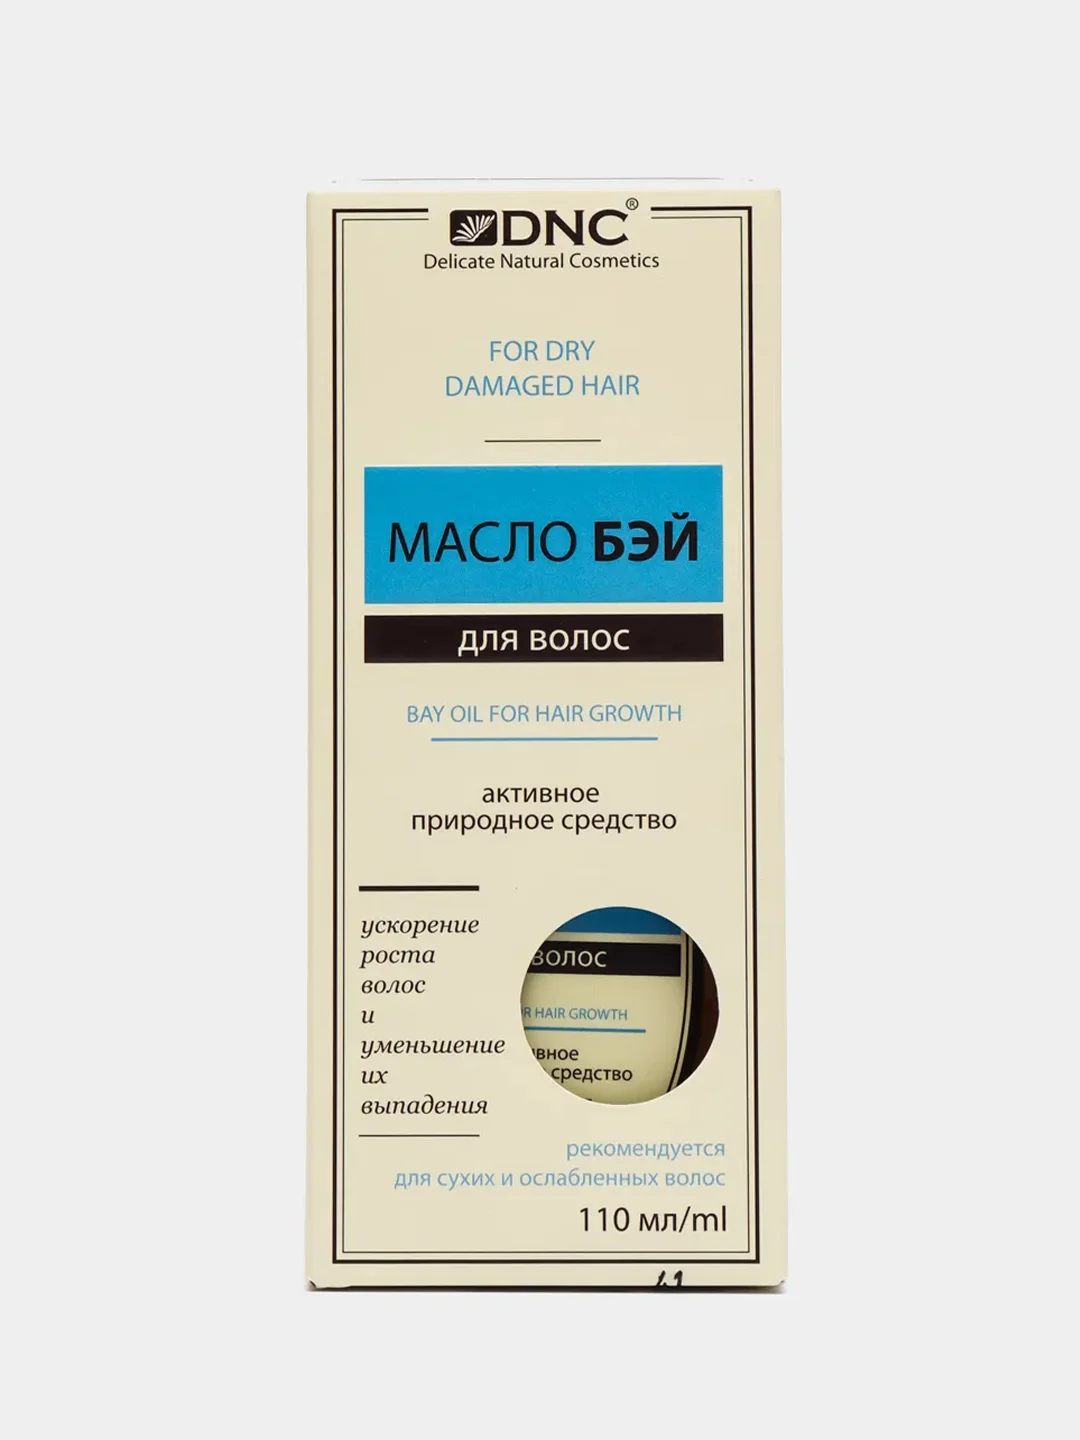 DNC®
Delicate Natural Cosmetics
FOR DRY
DAMAGED HAIR
МАСЛО БЭЙ
для волос
BAY OIL FOR HAIR GROWTH
активное
природное средство
ускорение
роста
волос
и
уменьшение
их
выпадения
ВОЛОС
R HAIR GROWTH
ивное
средство
рекомендуется
для сухих и ослабленных волос
110 мл/ml